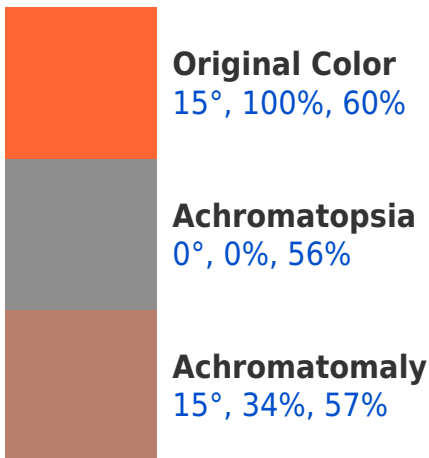 Original Color
15°, 100%, 60%
Achromatopsia
0°, 0%, 56%
Achromatomaly
15°, 34%, 57%